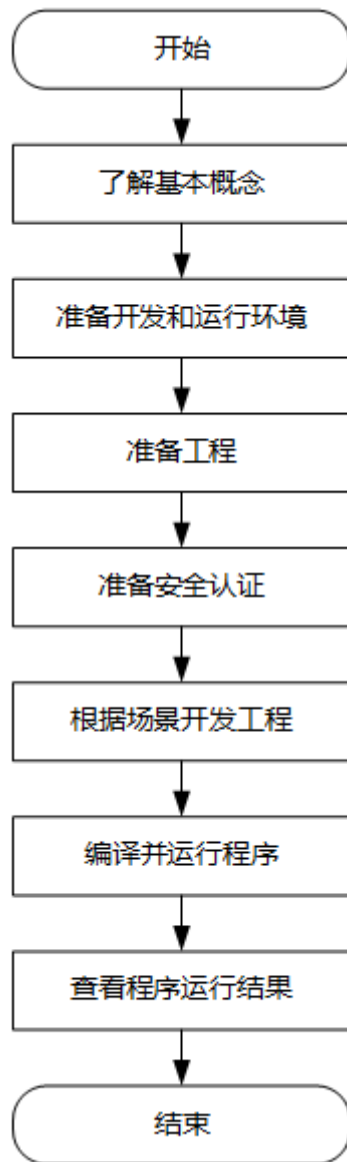 开始
了解基本概念
准备开发和运行环境
准备工程
准备安全认证
根据场景开发工程
编译并运行程序
查看程序运行结果
结束